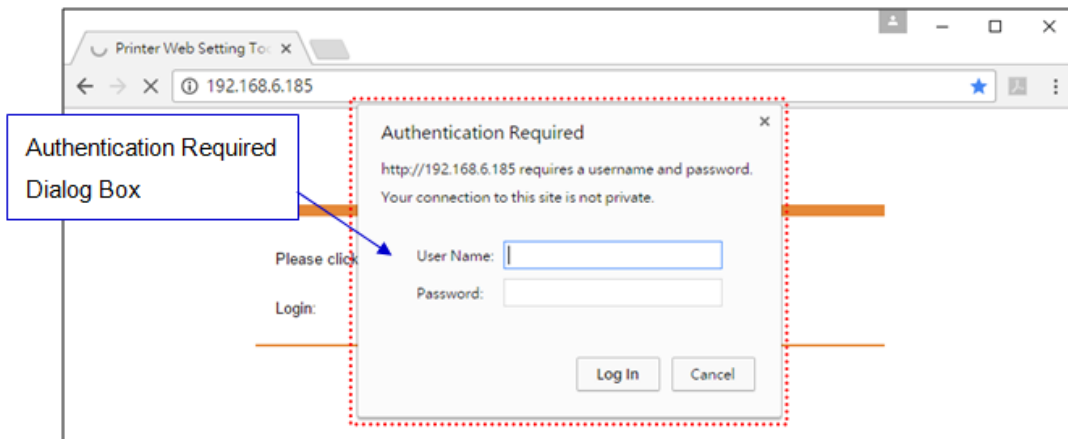 Printer Web Setting To
192.168.6.185
Authentication Required
Dialog Box
Authentication Required
http://192.168.6.185 requires a username and password.
Your connection to this site is not private.
User Name:
Password:
Log In
Cancel
Please click
Login: